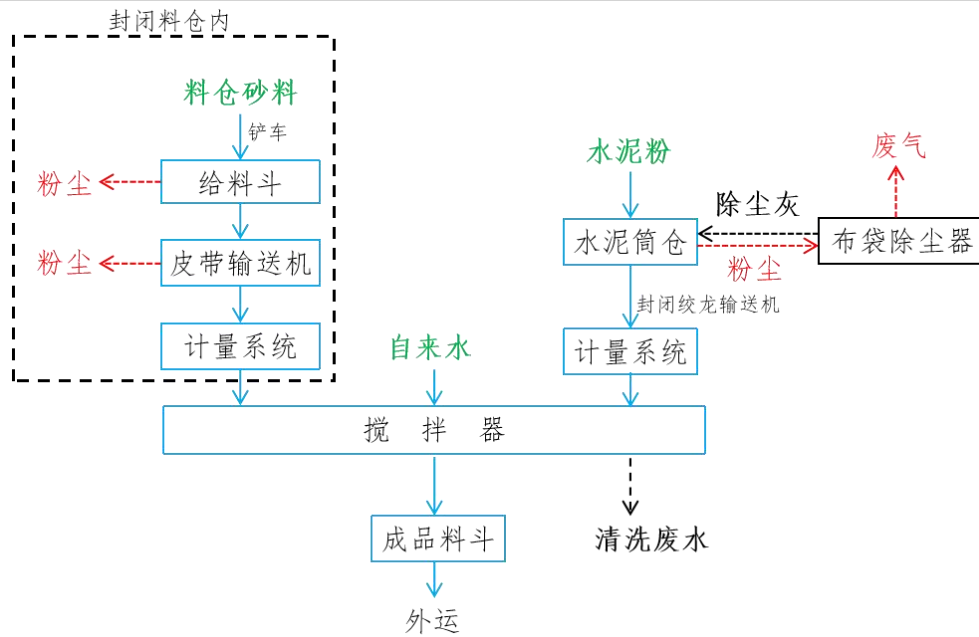 封闭料仓内
料仓砂料
铲车
水泥粉
废气
粉尘
给料斗
除尘灰
水泥筒仓
布袋除尘器
粉尘
皮带输送机
粉尘
封闭绞龙输送机
计量系统
自来水
计量系统
搅 拌 器
成品料斗
清洗废水
外运